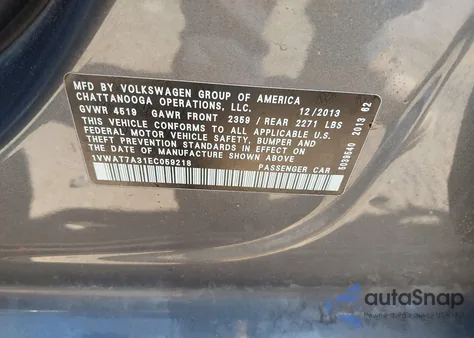 MFD BY VOLKSWAGEN GROUP OF AMERICA
CHATTANOOGA OPERATIONS, LLC. 12/2013
GVWR 4519 GAWR FRONT 2359 / REAR 2271 LBS
THIS VEHICLE CONFORMS TO ALL APPLICABLE U.S.
FEDERAL MOTOR VEHICLE SAFETY, BUMPER AND
THEFT PREVENTION STANDARDS IN EFFECT ON THE
DATE OF MANUFACTURE SHOWN ABOVE
1VWAT7A31EC059218 PASSENGER CAR
5039540 2013 62
autoSnap